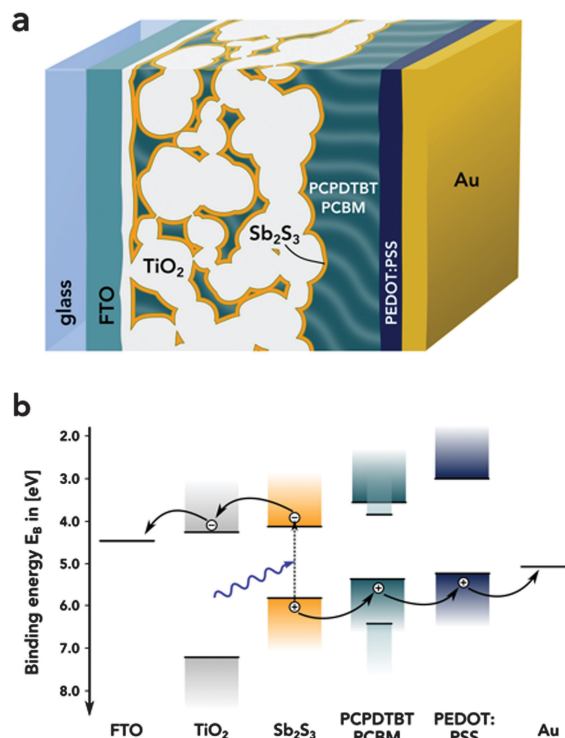 a
glass
FTO
TiO₂
Sb₂S₃
PCPDTBT
PCBM
PEDOT:PSS
Au
b
Binding energy E_B in [eV]
2.0
3.0
4.0
5.0
6.0
7.0
8.0
FTO
TiO₂
Sb₂S₃
PCPDTBT
PCBM
PEDOT:
PSS
Au